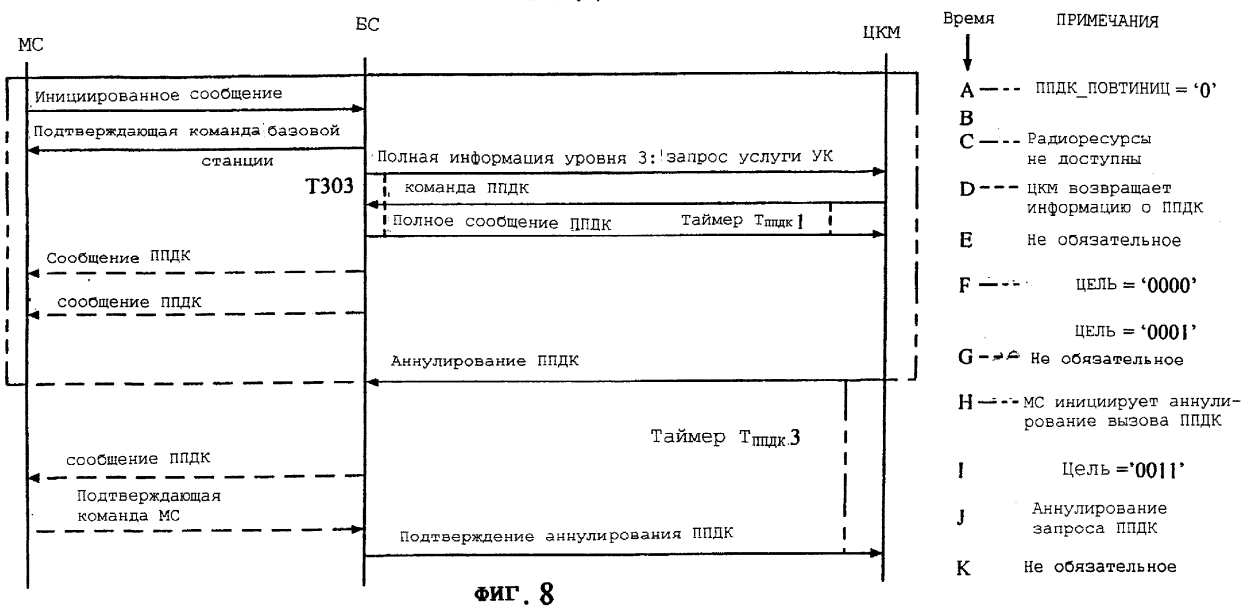 БС
МС
ЦКМ
Время
ПРИМЕЧАНИЯ
Инициированное сообщение
Подтверждающая команда базовой
станции
Полная информация уровня 3: запрос услуги УК
T303
команда ППДК
Полное сообщение ППДК
Таймер Tппдк1
Сообщение ППДК
сообщение ППДК
Аннулирование ППДК
Таймер Tппдк.3
сообщение ППДК
Подтверждающая
команда МС
Подтверждение аннулирования ППДК
A --- ППДК_ПОВТИНИЦ = ‘0’
B
C --- Радиоресурсы
не доступны
D --- ЦКМ возвращает
информацию о ППДК
E Не обязательное
F --- ЦЕЛЬ = ‘0000’
ЦЕЛЬ = ‘0001’
G --- Не обязательное
H --- МС инициирует аннули-
рование вызова ППДК
I Цель =‘0011’
J Аннулирование
запроса ППДК
K Не обязательное
ФИГ. 8